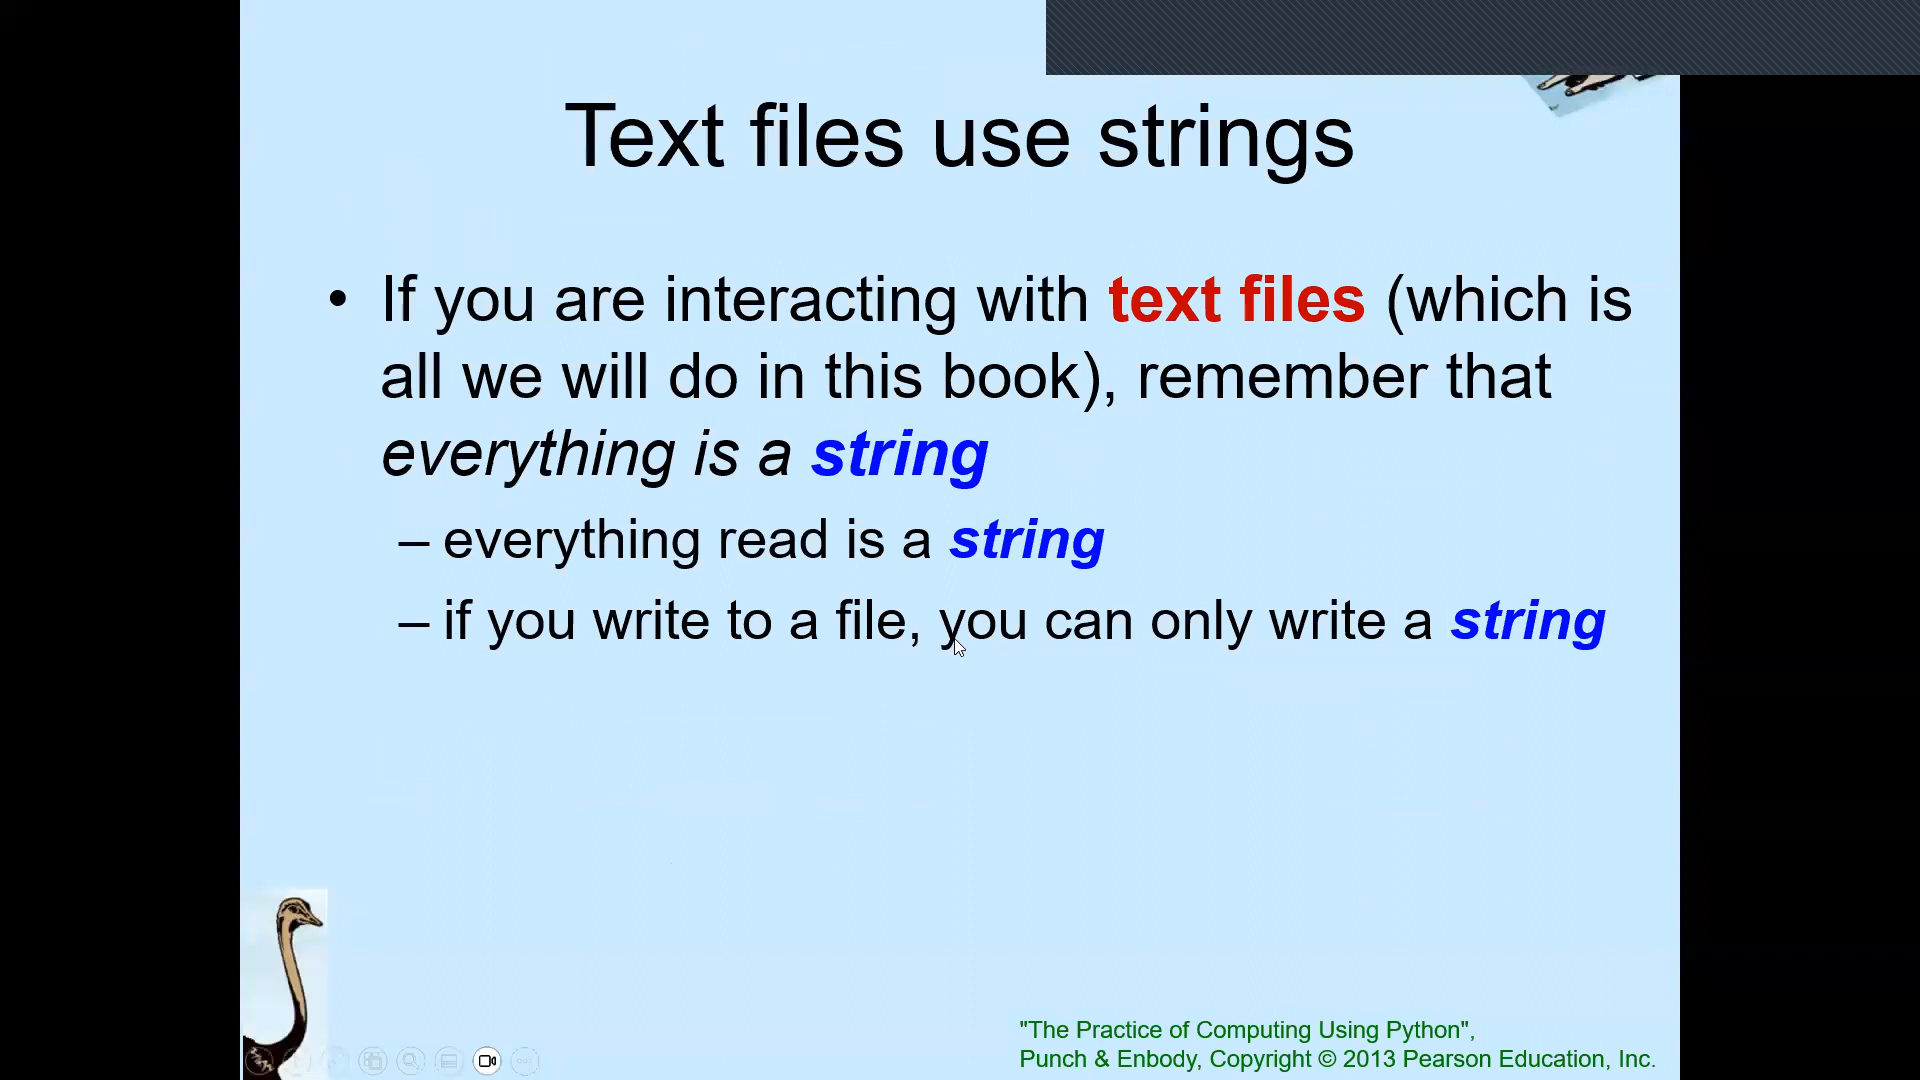 Text files use strings
• If you are interacting with text files (which is
all we will do in this book), remember that
everything is a string
– everything read is a string
– if you write to a file, you can only write a string
"The Practice of Computing Using Python",
Punch & Enbody, Copyright © 2013 Pearson Education, Inc.